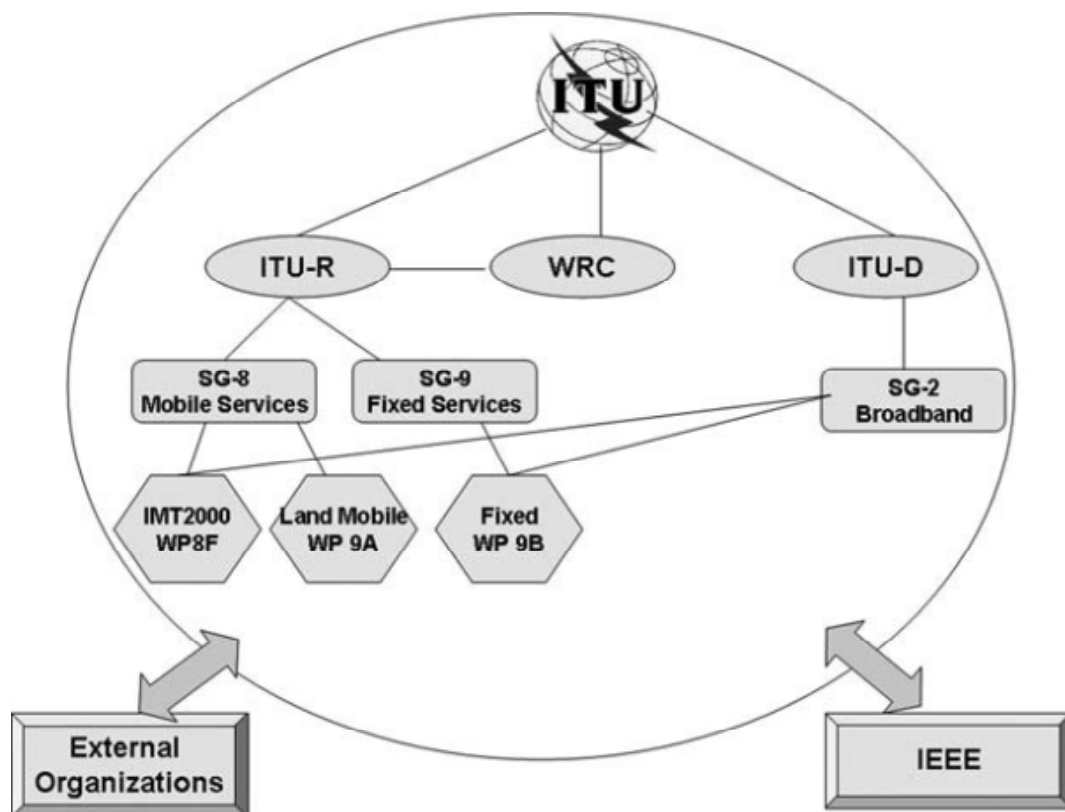 ITU
ITU-R
WRC
ITU-D
SG-8
Mobile Services
SG-9
Fixed Services
SG-2
Broadband
IMT2000
WP8F
Land Mobile
WP 9A
Fixed
WP 9B
External
Organizations
IEEE